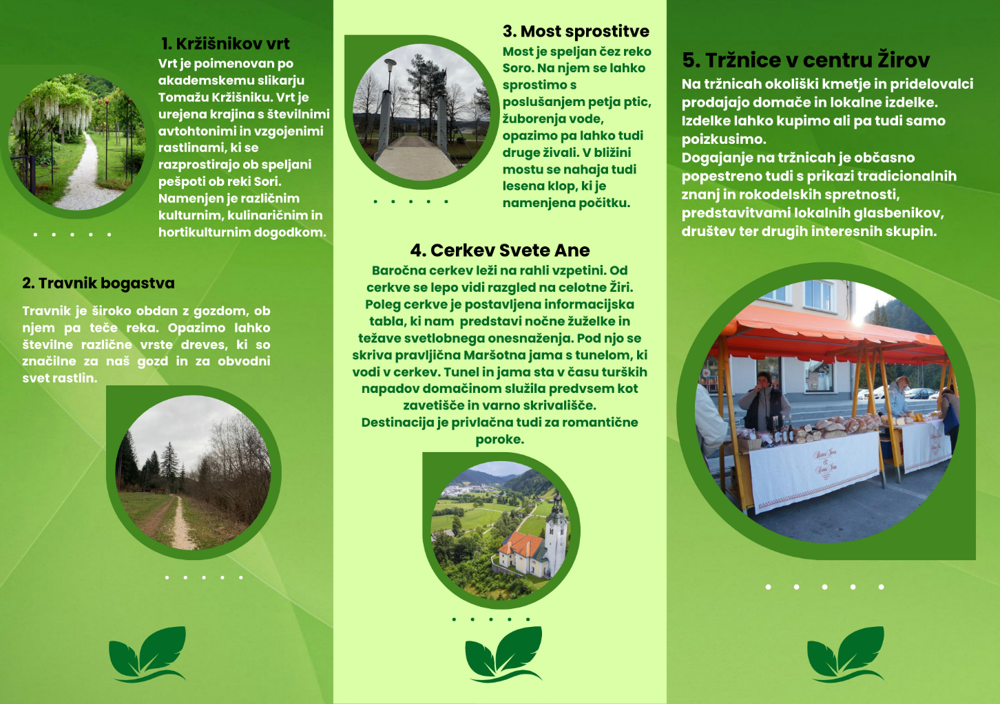 1. Kržišnikov vrt
Vrt je poimenovan po
akademskemu slikarju
Tomažu Kržišniku. Vrt je
urejena krajina s številnimi
avtohtonimi in vzgojenimi
rastlinami, ki se
razprostirajo ob speljani
pešpoti ob reki Sori.
Namenjen je različnim
kulturnim, kulinaričnim in
hortikulturnim dogodkom.
2. Travnik bogastva
Travnik je široko obdan z gozdom, ob
njem pa teče reka. Opazimo lahko
številne različne vrste dreves, ki so
značilne za naš gozd in za obvodni
svet rastlin.
3. Most sprostitve
Most je speljan čez reko
Soro. Na njem se lahko
sprostimo s
poslušanjem petja ptic,
žuborenja vode,
opazimo pa lahko tudi
druge živali. V bližini
mostu se nahaja tudi
lesena klop, ki je
namenjena počitku.
4. Cerkev Svete Ane
Baročna cerkev leži na rahli vzpetini. Od
cerkve se lepo vidi razgled na celotne Žiri.
Poleg cerkve je postavljena informacijska
tabla, ki nam predstavi nočne žuželke in
težave svetlobnega onesnaženja. Pod njo se
skriva pravljična Maršotna jama s tunelom, ki
vodi v cerkev. Tunel in jama sta v času turških
napadov domačinom služila predvsem kot
zavetišče in varno skrivališče.
Destinacija je privlačna tudi za romantične
poroke.
5. Tržnice v centru Žirov
Na tržnicah okoliški kmetje in pridelovalci
prodajajo domače in lokalne izdelke.
Izdelke lahko kupimo ali pa tudi samo
poizkusimo.
Dogajanje na tržnicah je občasno
popestreno tudi s prikazi tradicionalnih
znanj in rokodelskih spretnosti,
predstavitvami lokalnih glasbenikov,
društev ter drugih interesnih skupin.